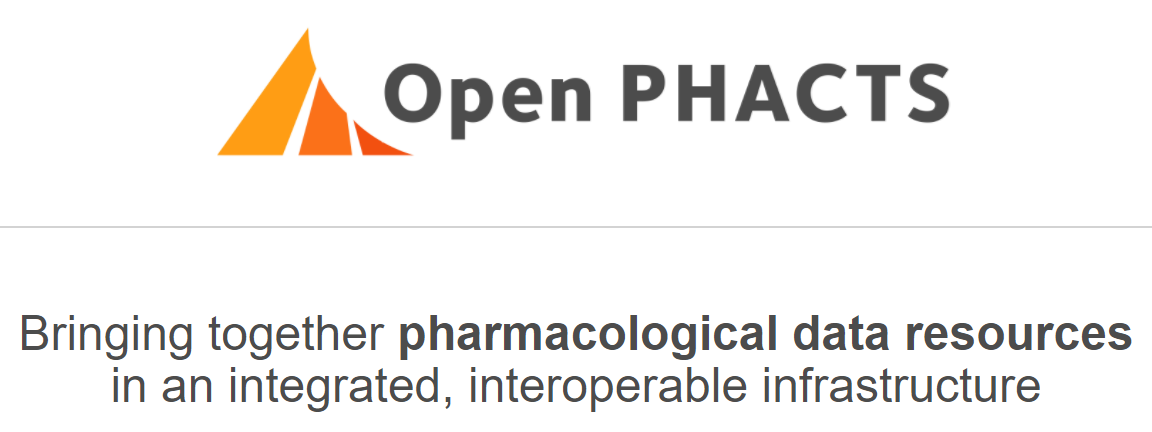 Open PHACTS
Bringing together pharmacological data resources
in an integrated, interoperable infrastructure